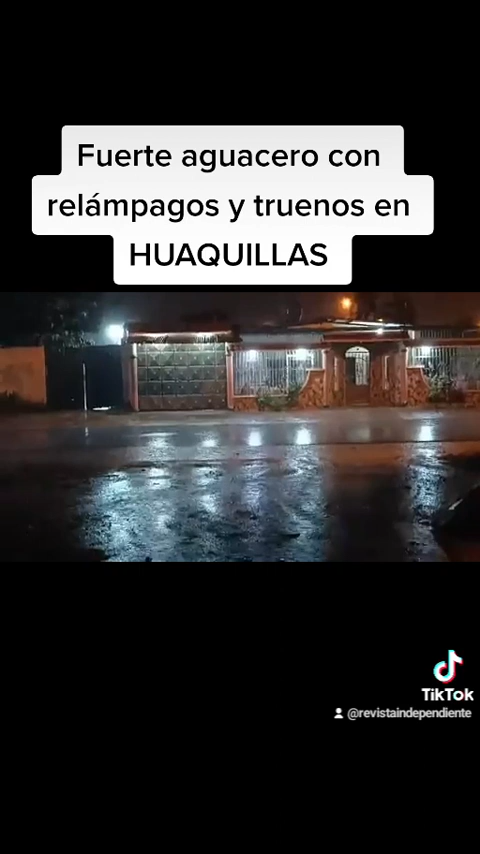 Fuerte aguacero con
relámpagos y truenos en
HUAQUILLAS
TikTok
@revistaindependiente